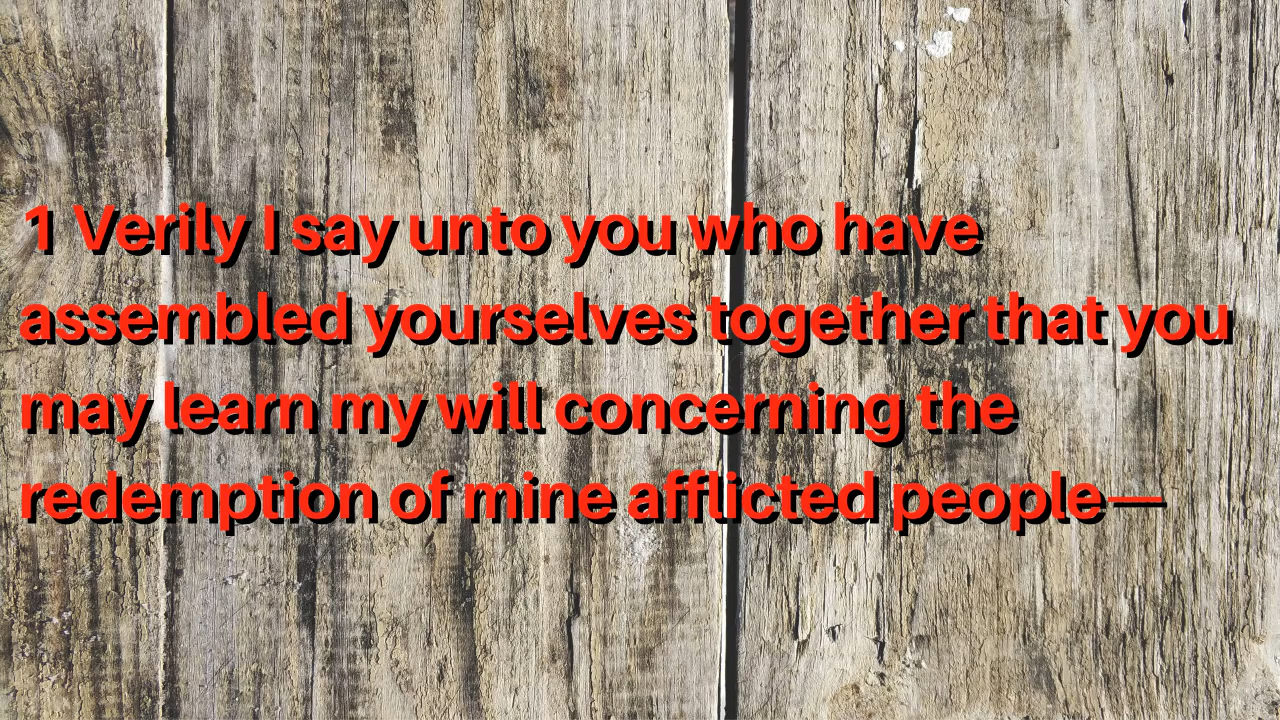 1 Verily I say unto you who have
assembled yourselves together that you
may learn my will concerning the
redemption of mine afflicted people—